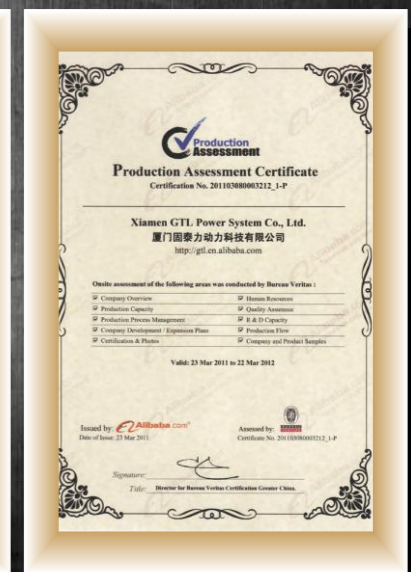 Production
Assessment
Production Assessment Certificate
Certification No. 201103080003212_1-P
Xiamen GTL Power System Co., Ltd.
厦门固泰力动力科技有限公司
http://gtl.en.alibaba.com
Onsite assessment of the following areas was conducted by Bureau Veritas :
Company Overview Human Resources
Production Capacity Quality Assurance
Production Process Management R & D Capacity
Company Development / Expansion Plans Production Flow
Certification & Photos Company and Product Samples
Valid: 23 Mar 2011 to 22 Mar 2012
Issued by: Alibaba.com® Assessed by:
Date of Issue: 23 Mar 2011 Certificate No. 201103080003212_1-P
Signature:
Title: Director for Bureau Veritas Certification Greater China.